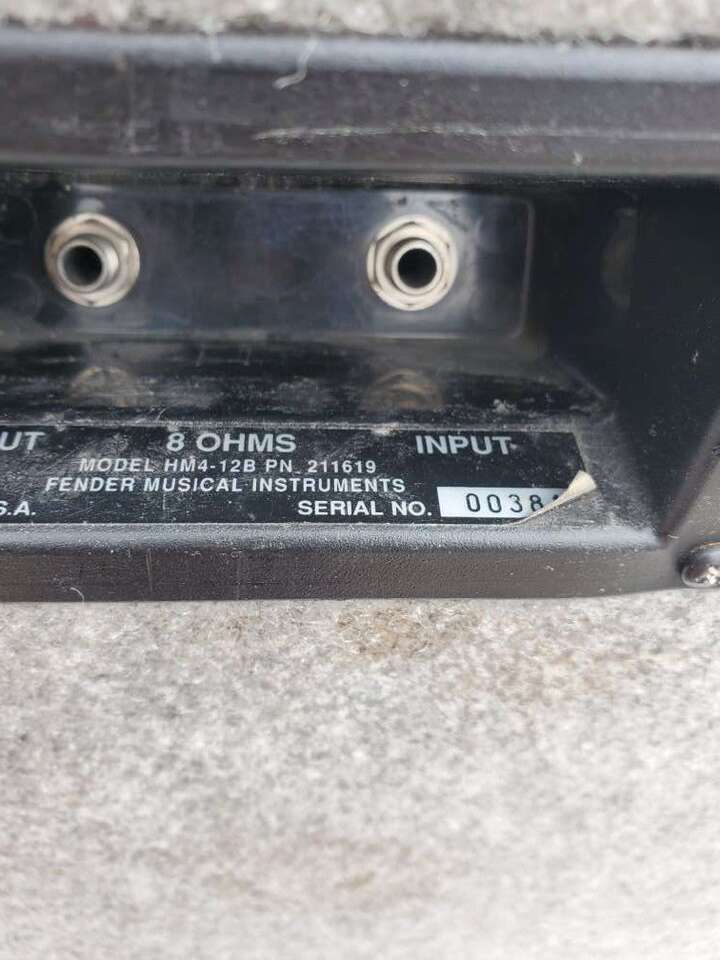 UT 8 OHMS INPUT
MODEL HM4-12B PN 211619
FENDER MUSICAL INSTRUMENTS
S.A. SERIAL NO. 0038